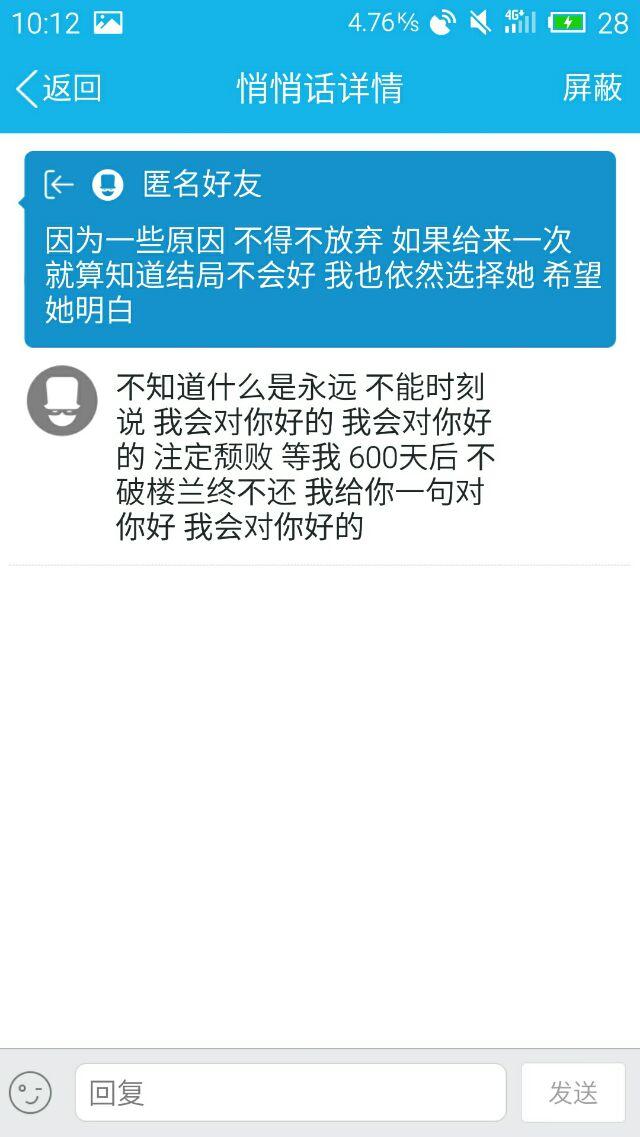 10:12 4.76K/s 4G+ 28
返回 悄悄话详情 屏蔽
匿名好友
因为一些原因 不得不放弃 如果给来一次
就算知道结局不会好 我也依然选择她 希望
她明白
不知道什么是永远 不能时刻
说 我会对你好的 我会对你好
的 注定颓败 等我 600天后 不
破楼兰终不还 我给你一句对
你好 我会对你好的
回复 发送